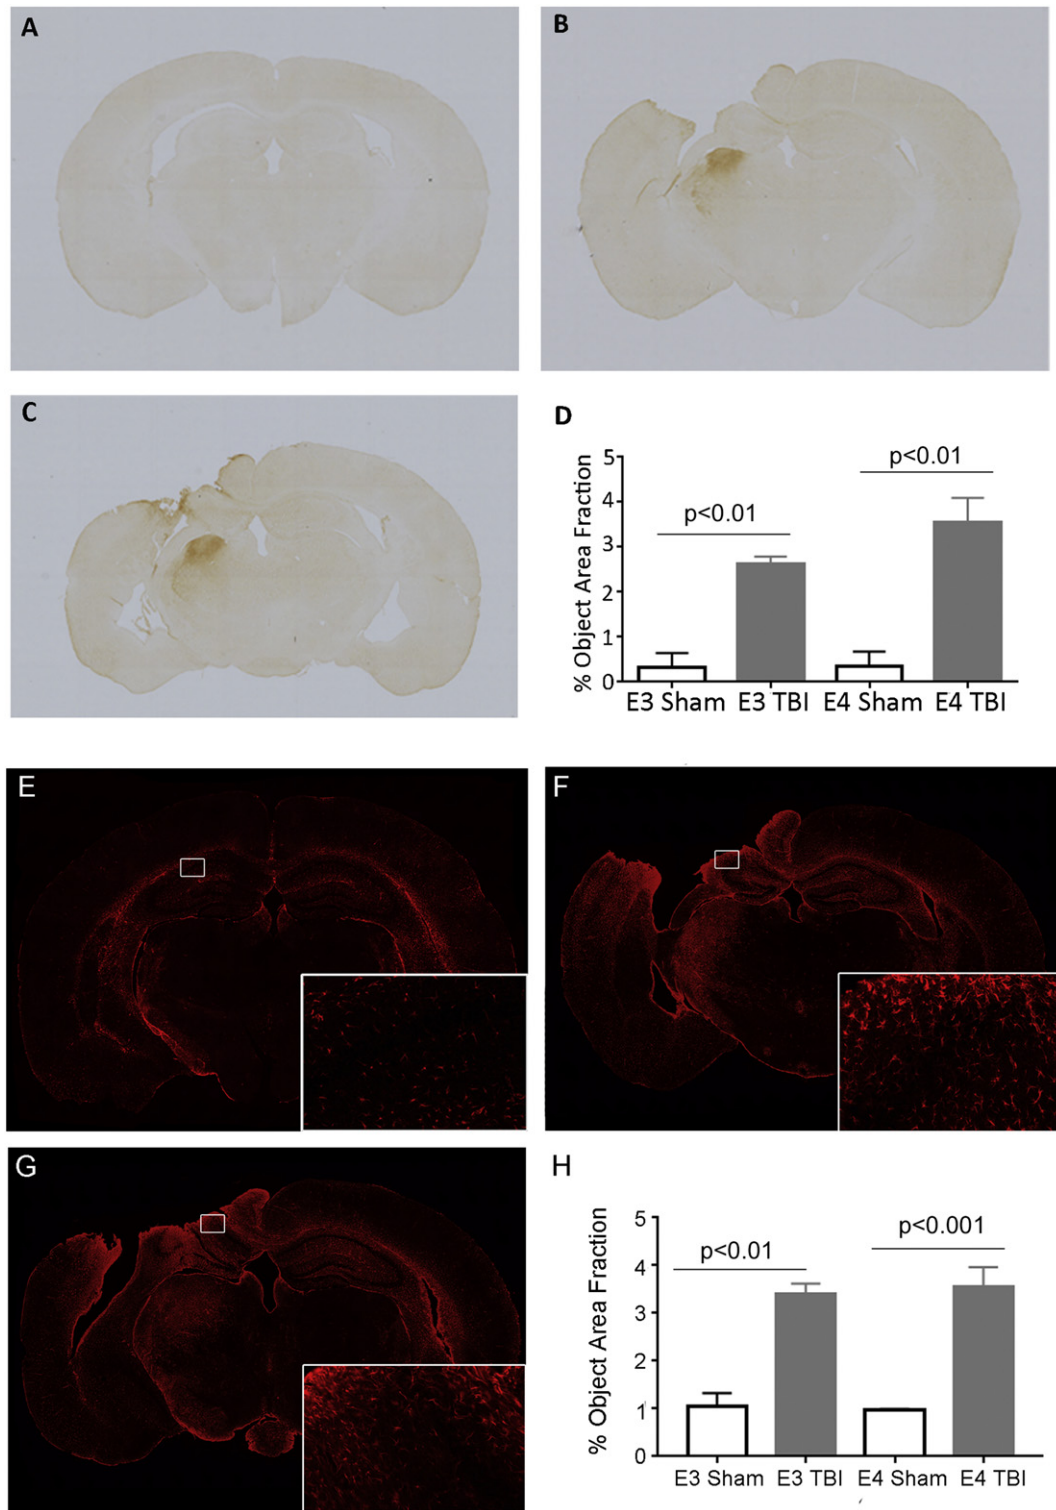 A
B
C
D
% Object Area Fraction
5
4
3
2
1
0
p<0.01
p<0.01
E3 Sham E3 TBI E4 Sham E4 TBI
E
F
G
H
% Object Area Fraction
5
4
3
2
1
0
p<0.01
p<0.001
E3 Sham E3 TBI E4 Sham E4 TBI